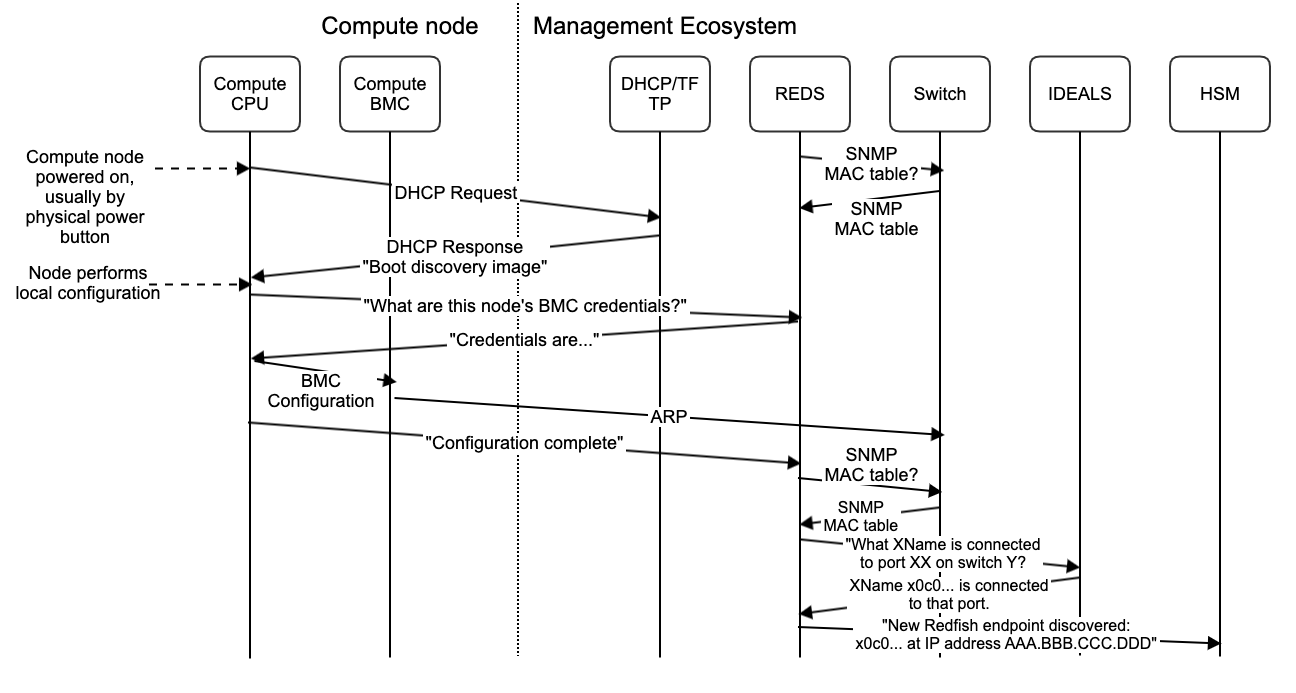 Compute node
Management Ecosystem
Compute
CPU
Compute
BMC
DHCP/TF
TP
REDS
Switch
IDEALS
HSM
Compute node
powered on,
usually by
physical power
button
SNMP
MAC table?
DHCP Request
SNMP
MAC table
DHCP Response
"Boot discovery image"
Node performs
local configuration
"What are this node's BMC credentials?"
"Credentials are..."
BMC
Configuration
ARP
"Configuration complete"
SNMP
MAC table?
SNMP
MAC table
"What XName is connected
to port XX on switch Y?
XName x0c0... is connected
to that port.
"New Redfish endpoint discovered:
x0c0... at IP address AAA.BBB.CCC.DDD"